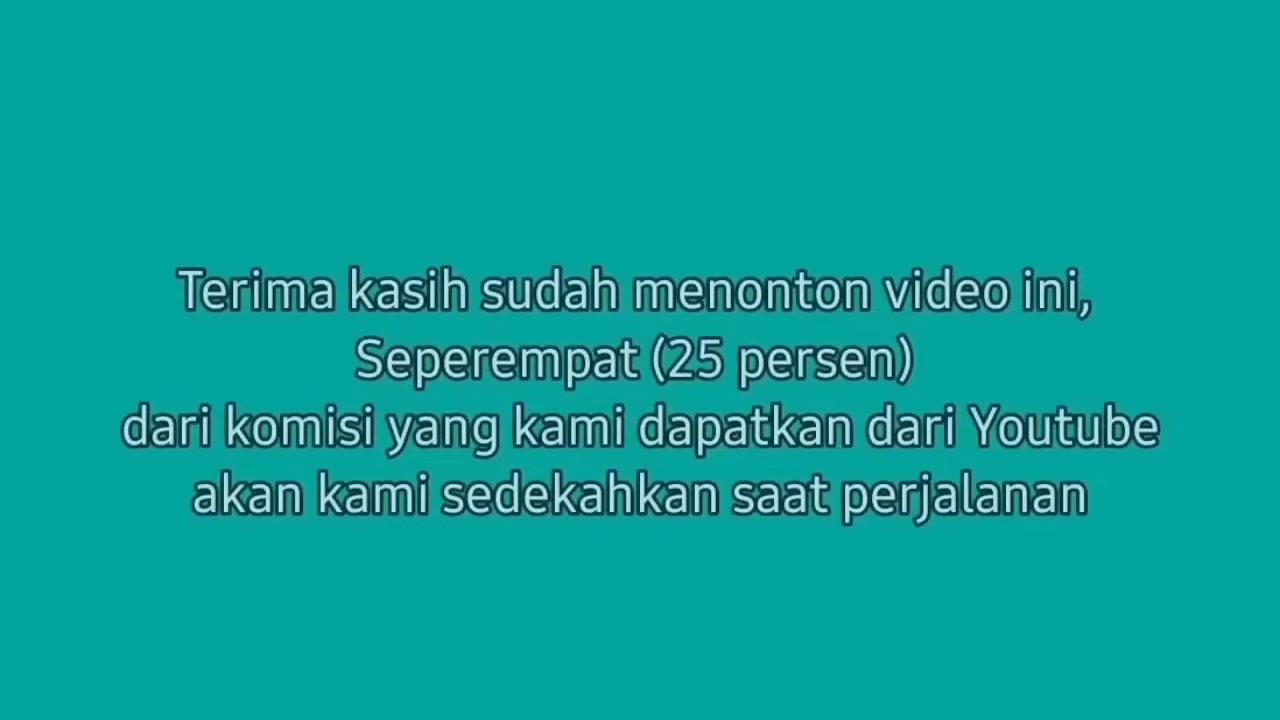 Terima kasih sudah menonton video ini,
Seperempat (25 persen)
dari komisi yang kami dapatkan dari Youtube
akan kami sedekahkan saat perjalanan